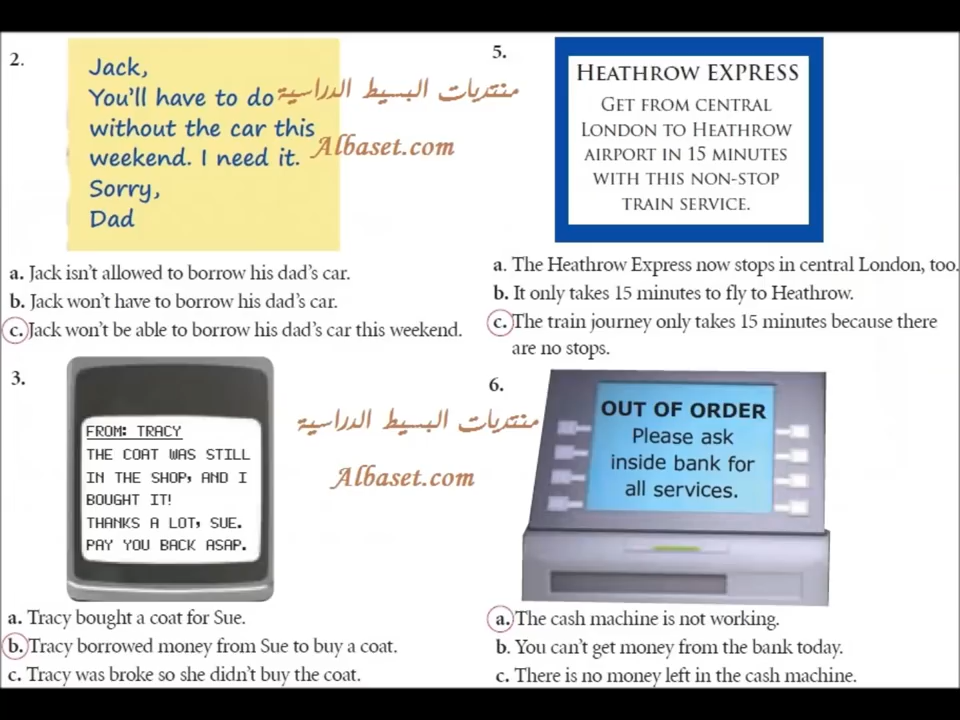 2.
Jack,
You'll have to do
without the car this
weekend. I need it.
Sorry,
Dad
منتديات البسيط الدراسية
Albaset.com
a. Jack isn't allowed to borrow his dad's car.
b. Jack won't have to borrow his dad's car.
c. Jack won't be able to borrow his dad's car this weekend.
3.
FROM: TRACY
THE COAT WAS STILL
IN THE SHOP, AND I
BOUGHT IT!
THANKS A LOT, SUE.
PAY YOU BACK ASAP.
منتديات البسيط الدراسية
Albaset.com
a. Tracy bought a coat for Sue.
b. Tracy borrowed money from Sue to buy a coat.
c. Tracy was broke so she didn't buy the coat.
5.
HEATHROW EXPRESS
GET FROM CENTRAL
LONDON TO HEATHROW
AIRPORT IN 15 MINUTES
WITH THIS NON-STOP
TRAIN SERVICE.
a. The Heathrow Express now stops in central London, too.
b. It only takes 15 minutes to fly to Heathrow.
c. The train journey only takes 15 minutes because there
are no stops.
6.
OUT OF ORDER
Please ask
inside bank for
all services.
a. The cash machine is not working.
b. You can't get money from the bank today.
c. There is no money left in the cash machine.